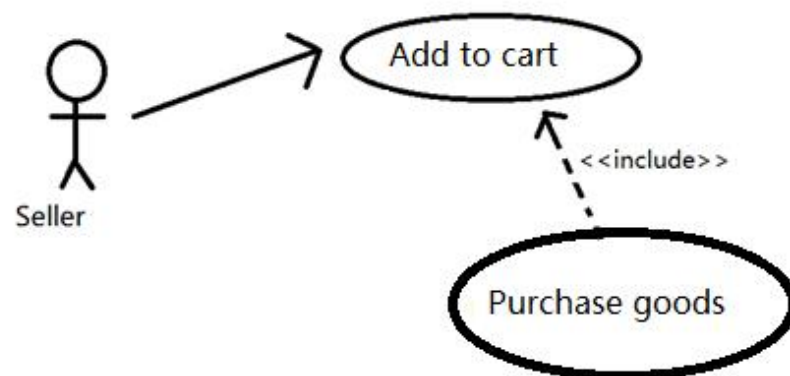 Add to cart
<<include>>
Seller
Purchase goods